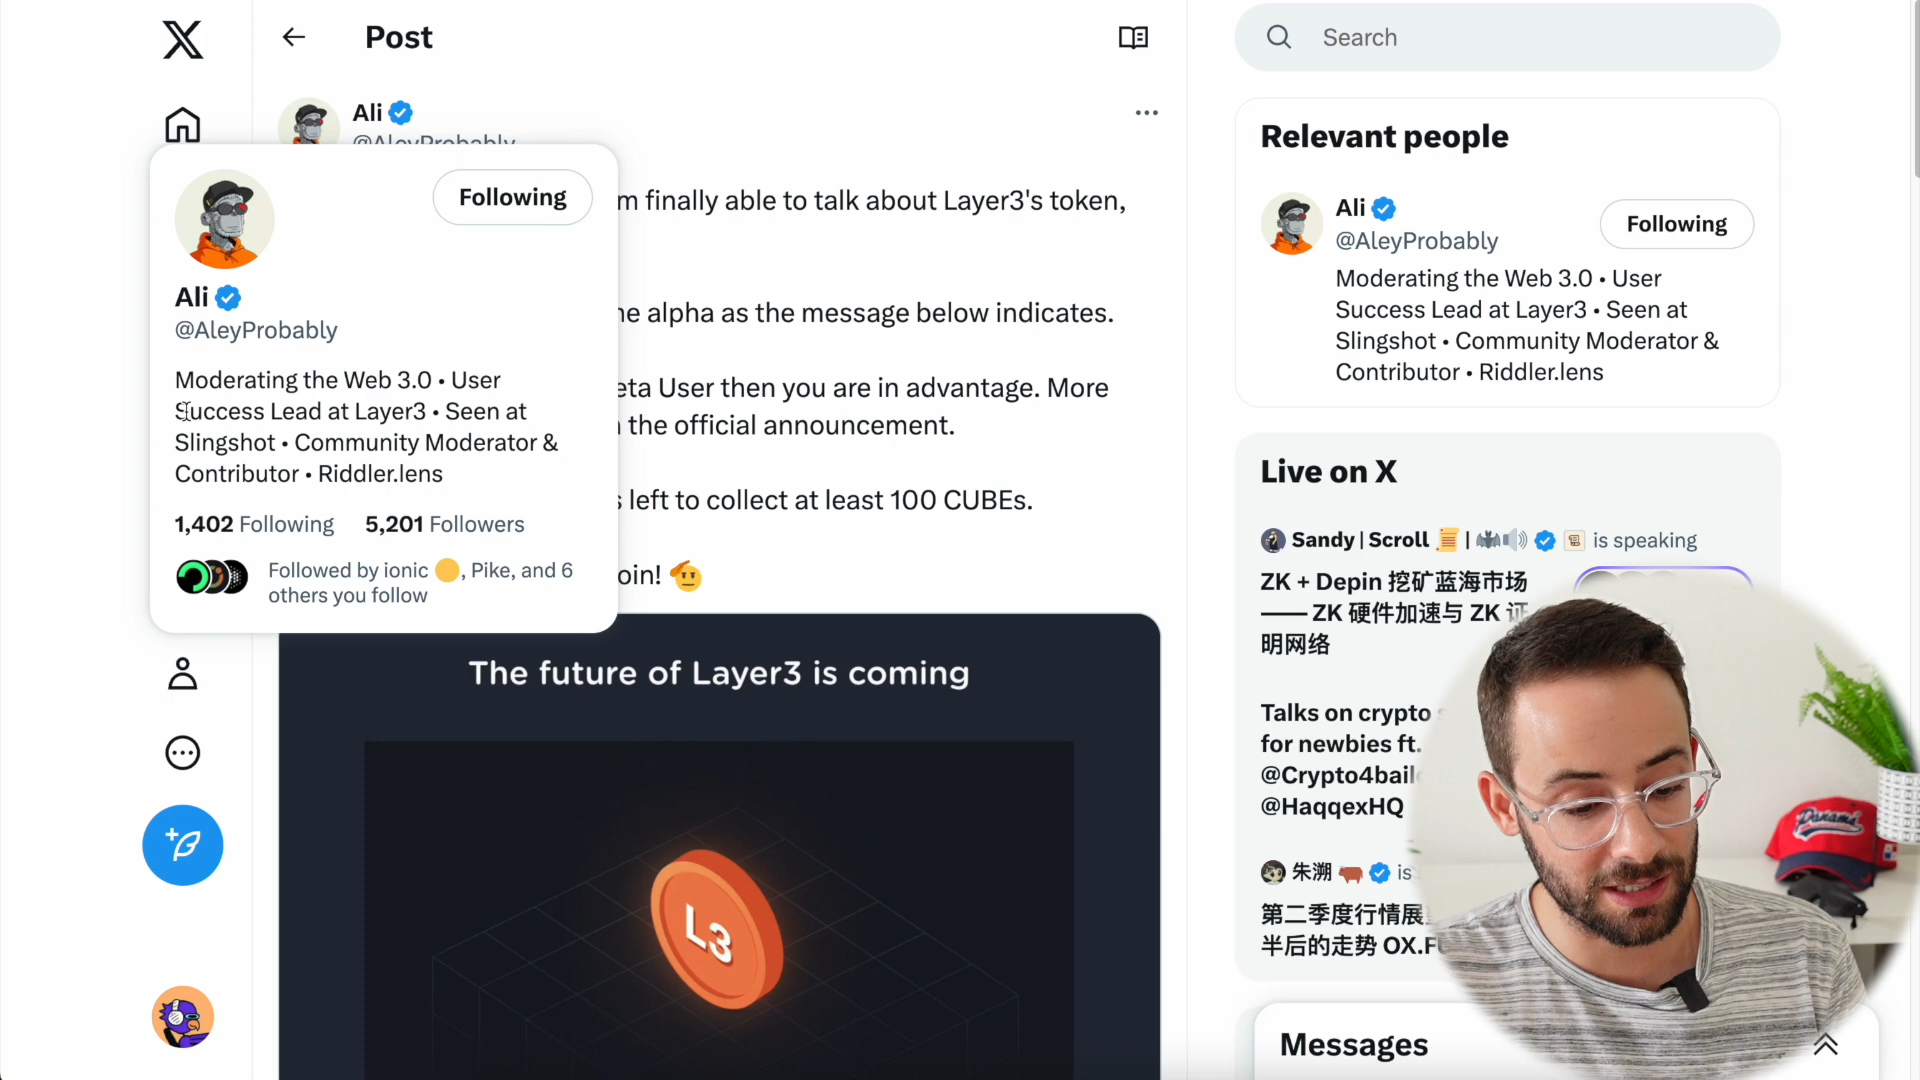 Post
Search
Ali
@AleyProbably
m finally able to talk about Layer3's token,
he alpha as the message below indicates.
eta User then you are in advantage. More
the official announcement.
s left to collect at least 100 CUBEs.
oin!
Following
Ali
@AleyProbably
Moderating the Web 3.0 • User
Success Lead at Layer3 • Seen at
Slingshot • Community Moderator &
Contributor • Riddler.lens
1,402 Following 5,201 Followers
Followed by ionic , Pike, and 6
others you follow
The future of Layer3 is coming
L3
Relevant people
Ali
@AleyProbably
Following
Moderating the Web 3.0 • User
Success Lead at Layer3 • Seen at
Slingshot • Community Moderator &
Contributor • Riddler.lens
Live on X
Sandy | Scroll | is speaking
ZK + Depin 挖矿蓝海市场
—— ZK 硬件加速与 ZK 证
明网络
Talks on crypto
for newbies ft.
@Crypto4bail
@HaqqexHQ
朱溯 is
第二季度行情展
半后的走势 OX.F
Panamá
Messages